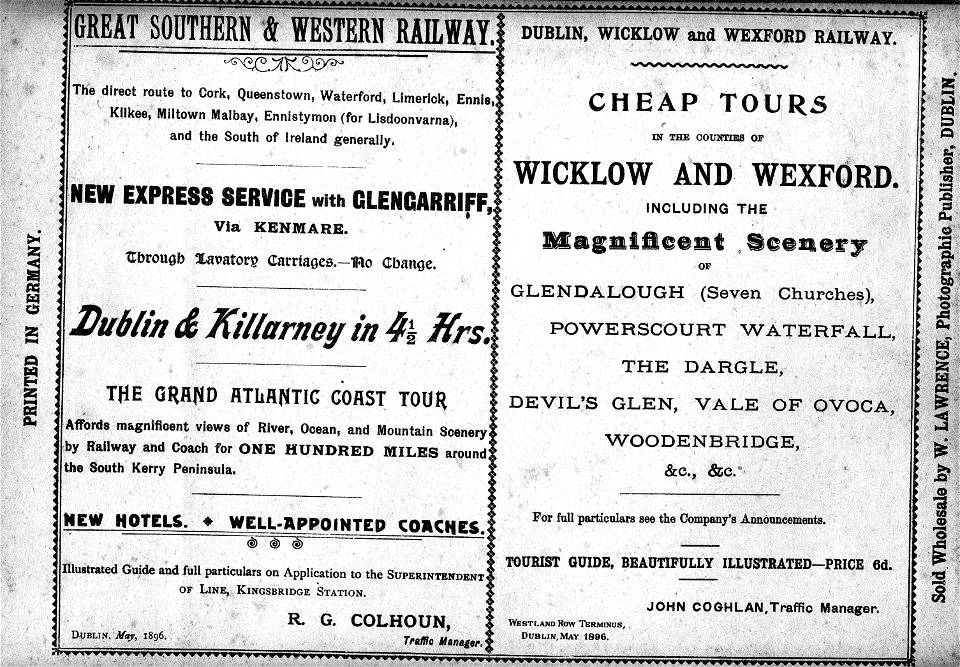 PRINTED IN GERMANY.
GREAT SOUTHERN & WESTERN RAILWAY.
The direct route to Cork, Queenstown, Waterford, Limerick, Ennis,
Kilkee, Miltown Malbay, Ennistymon (for Lisdoonvarna),
and the South of Ireland generally.
NEW EXPRESS SERVICE with GLENGARRIFF,
Via KENMARE.
Through Lavatory Carriages.—No Change.
Dublin & Killarney in 4½ Hrs.
THE GRAND ATLANTIC COAST TOUR
Affords magnificent views of River, Ocean, and Mountain Scenery
by Railway and Coach for ONE HUNDRED MILES around
the South Kerry Peninsula.
NEW HOTELS. * WELL-APPOINTED COACHES.
Illustrated Guide and full particulars on Application to the SUPERINTENDENT
OF LINE, KINGSBRIDGE STATION.
R. G. COLHOUN,
DUBLIN, May, 1896. Traffic Manager.
DUBLIN, WICKLOW and WEXFORD RAILWAY.
CHEAP TOURS
IN THE COUNTIES OF
WICKLOW AND WEXFORD.
INCLUDING THE
Magnificent Scenery
OF
GLENDALOUGH (Seven Churches),
POWERSCOURT WATERFALL,
THE DARGLE,
DEVIL'S GLEN, VALE OF OVOCA,
WOODENBRIDGE,
&c., &c.
For full particulars see the Company's Announcements.
TOURIST GUIDE, BEAUTIFULLY ILLUSTRATED—PRICE 6d.
JOHN COGHLAN, Traffic Manager.
WESTLAND ROW TERMINUS,
DUBLIN, MAY 1896.
Sold Wholesale by W. LAWRENCE, Photographic Publisher, DUBLIN.